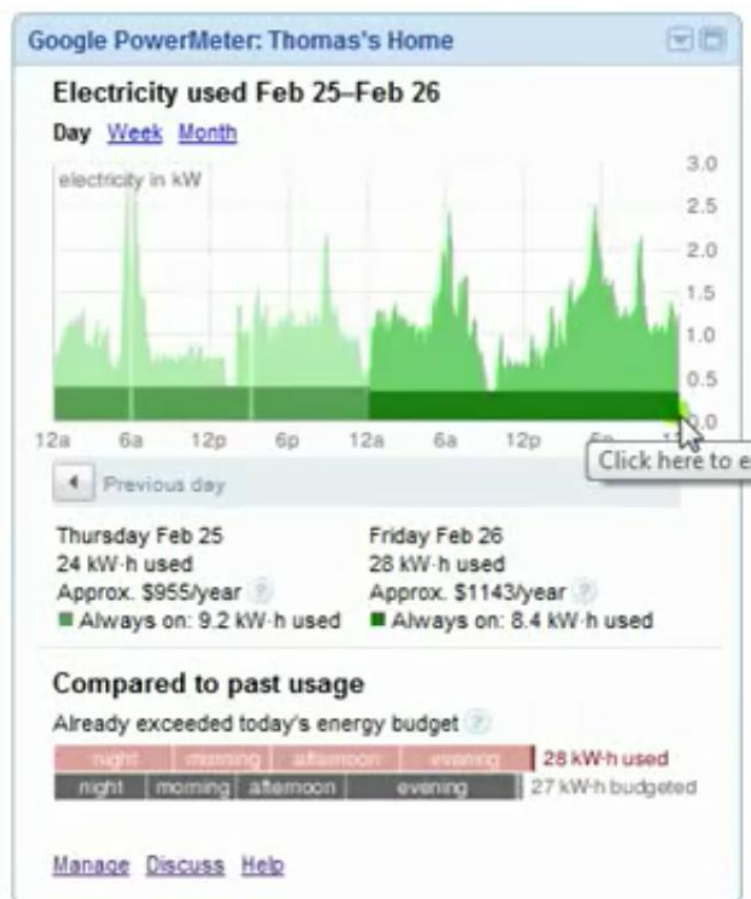 Google PowerMeter: Thomas's Home
Electricity used Feb 25–Feb 26
Day Week Month
electricity in kW
3.0
2.5
2.0
1.5
1.0
0.5
0.0
12a 6a 12p 6p 12a 6a 12p
Click here to e
Previous day
Thursday Feb 25 Friday Feb 26
24 kW·h used 28 kW·h used
Approx. $955/year ? Approx. $1143/year ?
Always on: 9.2 kW·h used Always on: 8.4 kW·h used
Compared to past usage
Already exceeded today's energy budget ?
night morning afternoon evening 28 kW·h used
night morning afternoon evening 27 kW·h budgeted
Manage Discuss Help